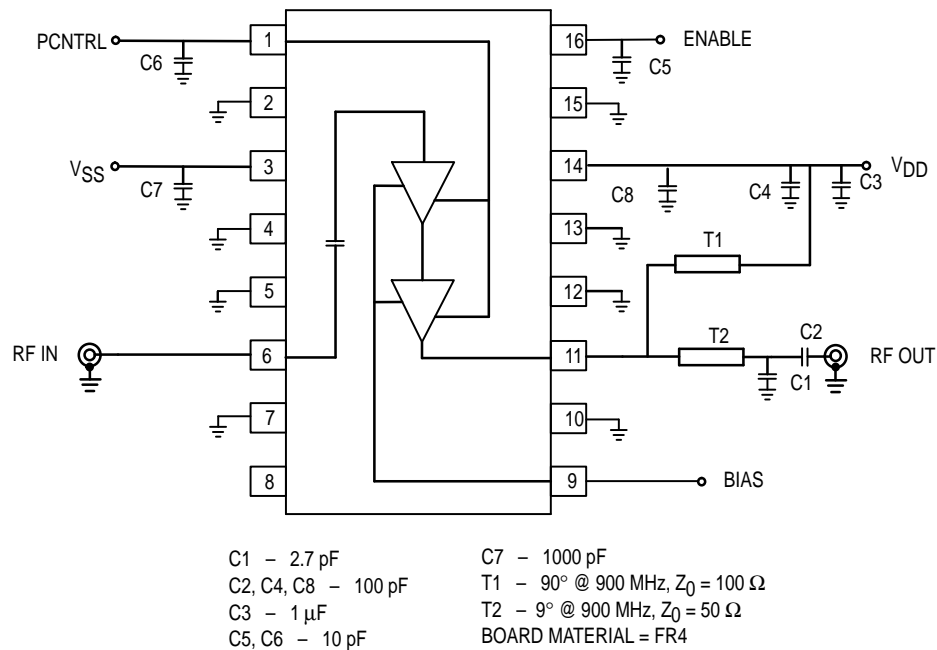 PCNTRL
C6
1
16
ENABLE
C5
2
15
VSS
C7
3
14
C8
C4
C3
VDD
4
13
T1
5
12
RF IN
6
11
T2
C2
C1
RF OUT
7
10
8
9
BIAS
C1 – 2.7 pF
C2, C4, C8 – 100 pF
C3 – 1 μF
C5, C6 – 10 pF
C7 – 1000 pF
T1 – 90° @ 900 MHz, Z0 = 100 Ω
T2 – 9° @ 900 MHz, Z0 = 50 Ω
BOARD MATERIAL = FR4